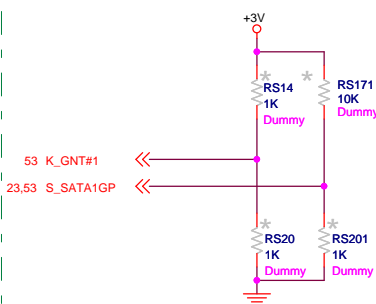 +3V
*
*
RS14
1K
Dummy
RS171
10K
Dummy
53 K_GNT#1
23,53 S_SATA1GP
*
*
RS20
1K
Dummy
RS201
1K
Dummy